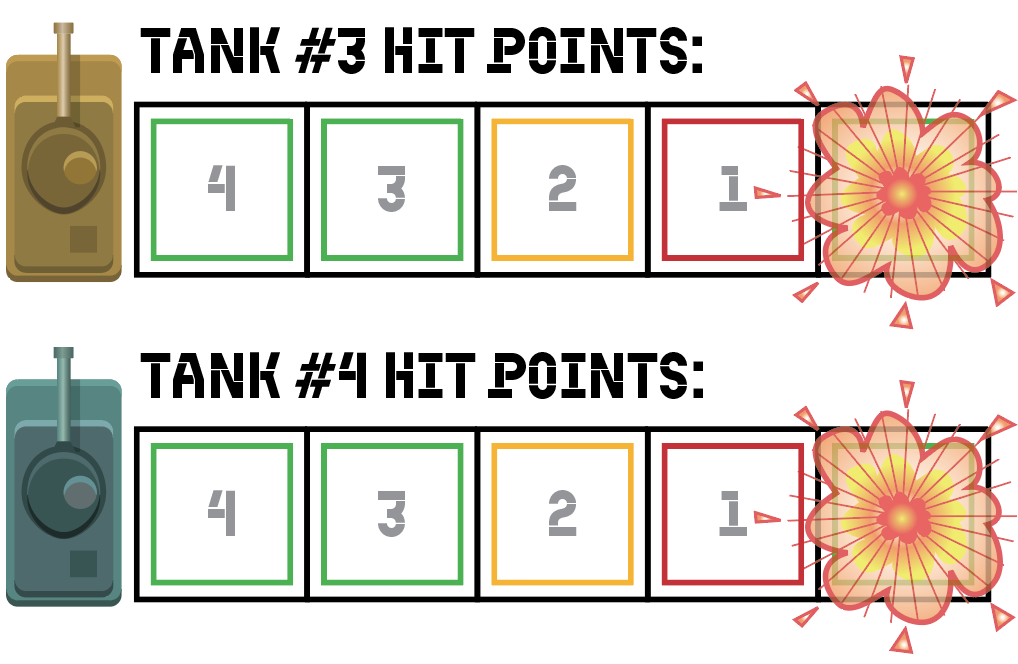 TANK #3 HIT POINTS:
4 3 2 1
TANK #4 HIT POINTS:
4 3 2 1